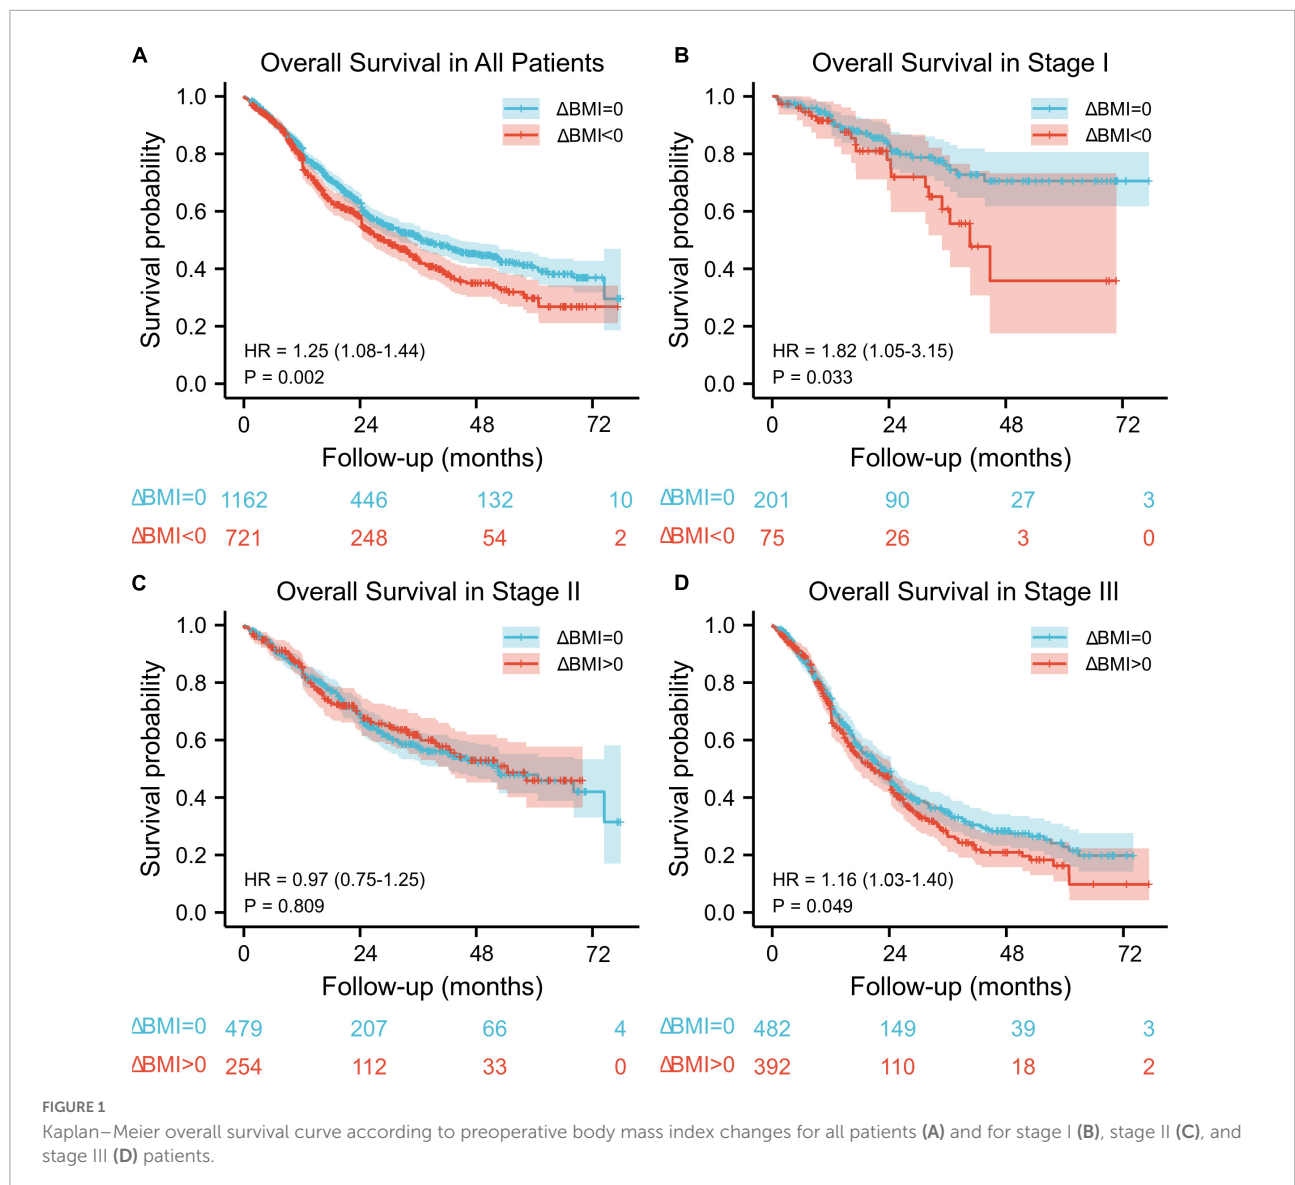 A
Overall Survival in All Patients
Survival probability
1.0
0.8
0.6
0.4
0.2
0.0
ΔBMI=0
ΔBMI<0
HR = 1.25 (1.08-1.44)
P = 0.002
0 24 48 72
Follow-up (months)
ΔBMI=0 1162 446 132 10
ΔBMI<0 721 248 54 2
B
Overall Survival in Stage I
Survival probability
1.0
0.8
0.6
0.4
0.2
0.0
ΔBMI=0
ΔBMI<0
HR = 1.82 (1.05-3.15)
P = 0.033
0 24 48 72
Follow-up (months)
ΔBMI=0 201 90 27 3
ΔBMI<0 75 26 3 0
C
Overall Survival in Stage II
Survival probability
1.0
0.8
0.6
0.4
0.2
0.0
ΔBMI=0
ΔBMI>0
HR = 0.97 (0.75-1.25)
P = 0.809
0 24 48 72
Follow-up (months)
ΔBMI=0 479 207 66 4
ΔBMI>0 254 112 33 0
D
Overall Survival in Stage III
Survival probability
1.0
0.8
0.6
0.4
0.2
0.0
ΔBMI=0
ΔBMI>0
HR = 1.16 (1.03-1.40)
P = 0.049
0 24 48 72
Follow-up (months)
ΔBMI=0 482 149 39 3
ΔBMI>0 392 110 18 2
FIGURE 1
Kaplan–Meier overall survival curve according to preoperative body mass index changes for all patients (A) and for stage I (B), stage II (C), and
stage III (D) patients.